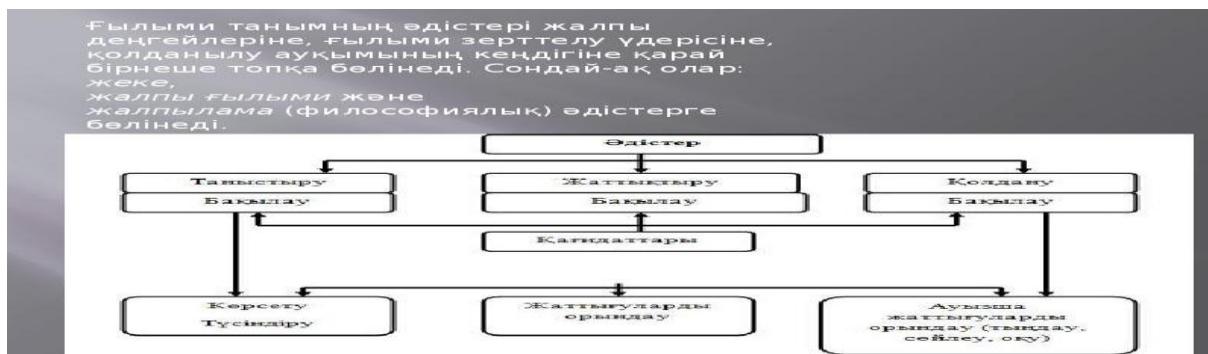 Ғылыми танымның әдістері жалпы
деңгейлеріне, ғылыми зерттелу үдерісіне,
қолданылу ауқымының кеңдігіне қарай
бірнеше топқа бөлінеді. Сондай-ақ олар:
жеке,
жалпы ғылыми және
жалпылама (философиялық) әдістерге
бөлінеді.
Әдістер
Таныстыру
Жаттықтыру
Қолдану
Бақылау
Бақылау
Бақылау
Қағидаттары
Көрсету
Түсіндіру
Жаттығуларды
орындау
Ауызша
жаттығуларды
орындау (тыңдау,
сөйлеу, оқу)